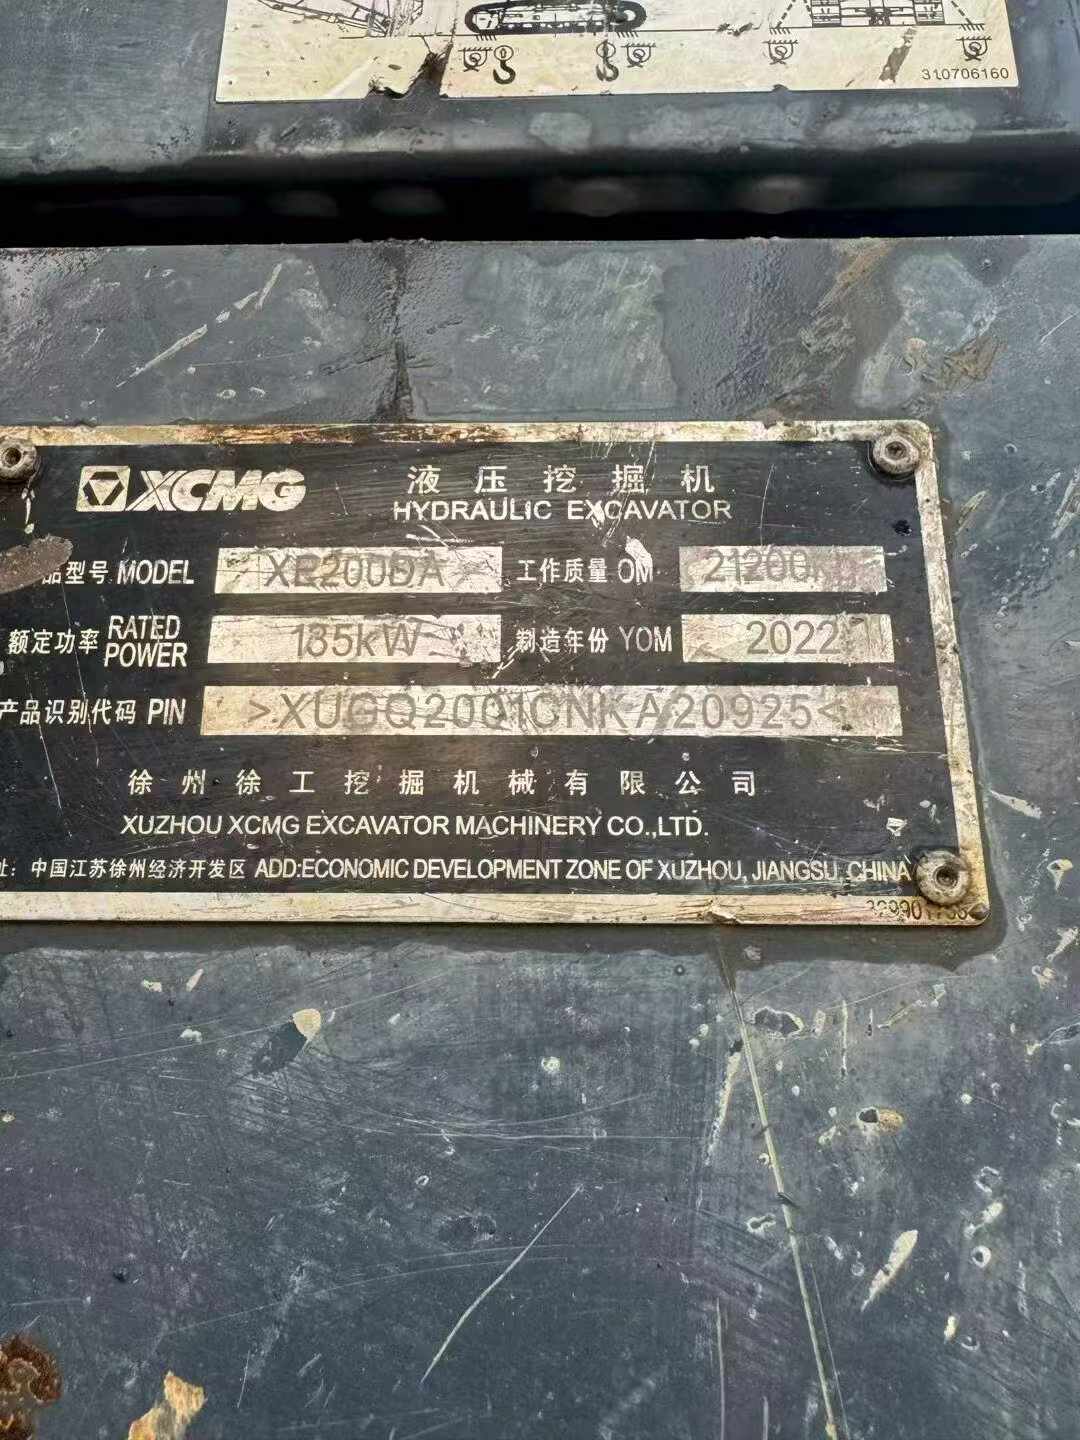 310706160
XCMG
液压挖掘机
HYDRAULIC EXCAVATOR
品型号 MODEL XE200DA 工作质量 OM 21200
额定功率 RATED POWER 135kW 制造年份 YOM 2022
产品识别代码 PIN >XUGQ2001CNKA20925<
徐州徐工挖掘机械有限公司
XUZHOU XCMG EXCAVATOR MACHINERY CO.,LTD.
址: 中国江苏徐州经济开发区 ADD:ECONOMIC DEVELOPMENT ZONE OF XUZHOU, JIANGSU, CHINA